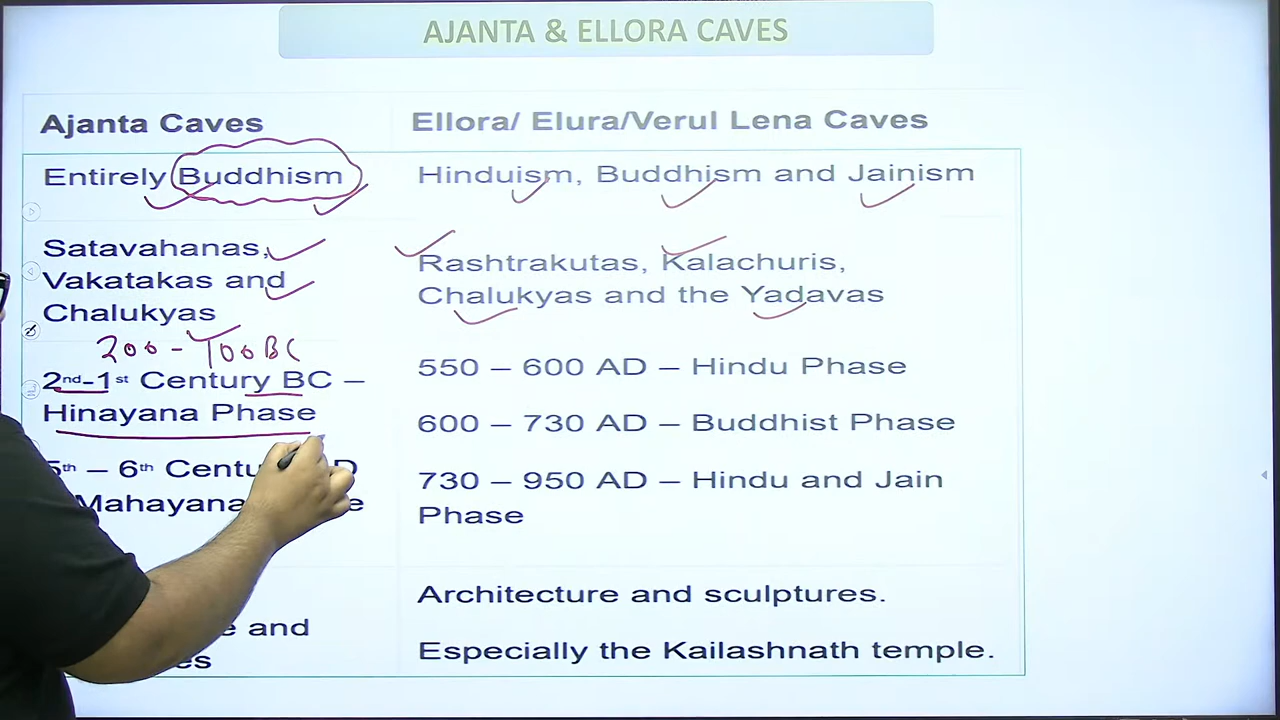 AJANTA & ELLORA CAVES
Ajanta Caves
Entirely Buddhism
Satavahanas,
Vakatakas and
Chalukyas
200 - 100 BC
2nd-1st Century BC –
Hinayana Phase
– 6th
Mahayana
and
Ellora/ Elura/Verul Lena Caves
Hinduism, Buddhism and Jainism
Rashtrakutas, Kalachuris,
Chalukyas and the Yadavas
550 – 600 AD – Hindu Phase
600 – 730 AD – Buddhist Phase
730 – 950 AD – Hindu and Jain
Phase
Architecture and sculptures.
Especially the Kailashnath temple.